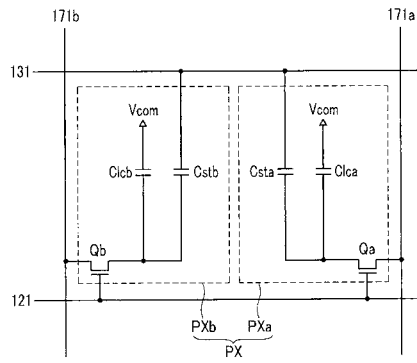 171b 171a
131
Vcom Vcom
Clcb Cstb Csta Clca
Qb Qa
121
PXb PXa
PX